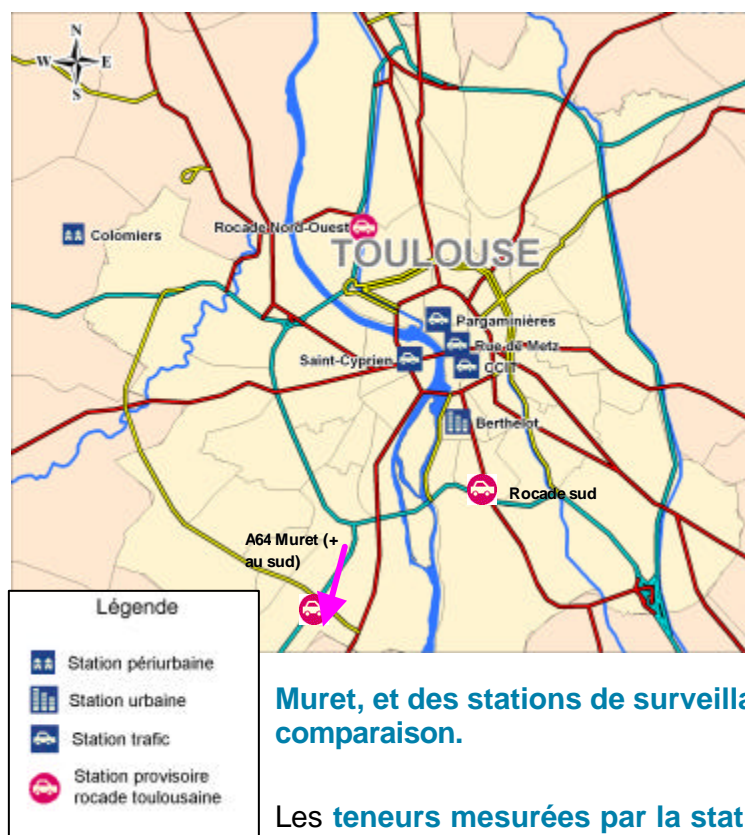 N
W E
S
Colomiers
Rocade Nord-Ouest
TOULOUSE
Pargaminières
Rue de Metz
Saint-Cyprien
CCIT
Berthelot
Rocade sud
A64 Muret (+
au sud)
Légende
Station périurbaine
Station urbaine
Station trafic
Station provisoire
rocade toulousaine
Muret, et des stations de surveilla
comparaison.
Les teneurs mesurées par la stat